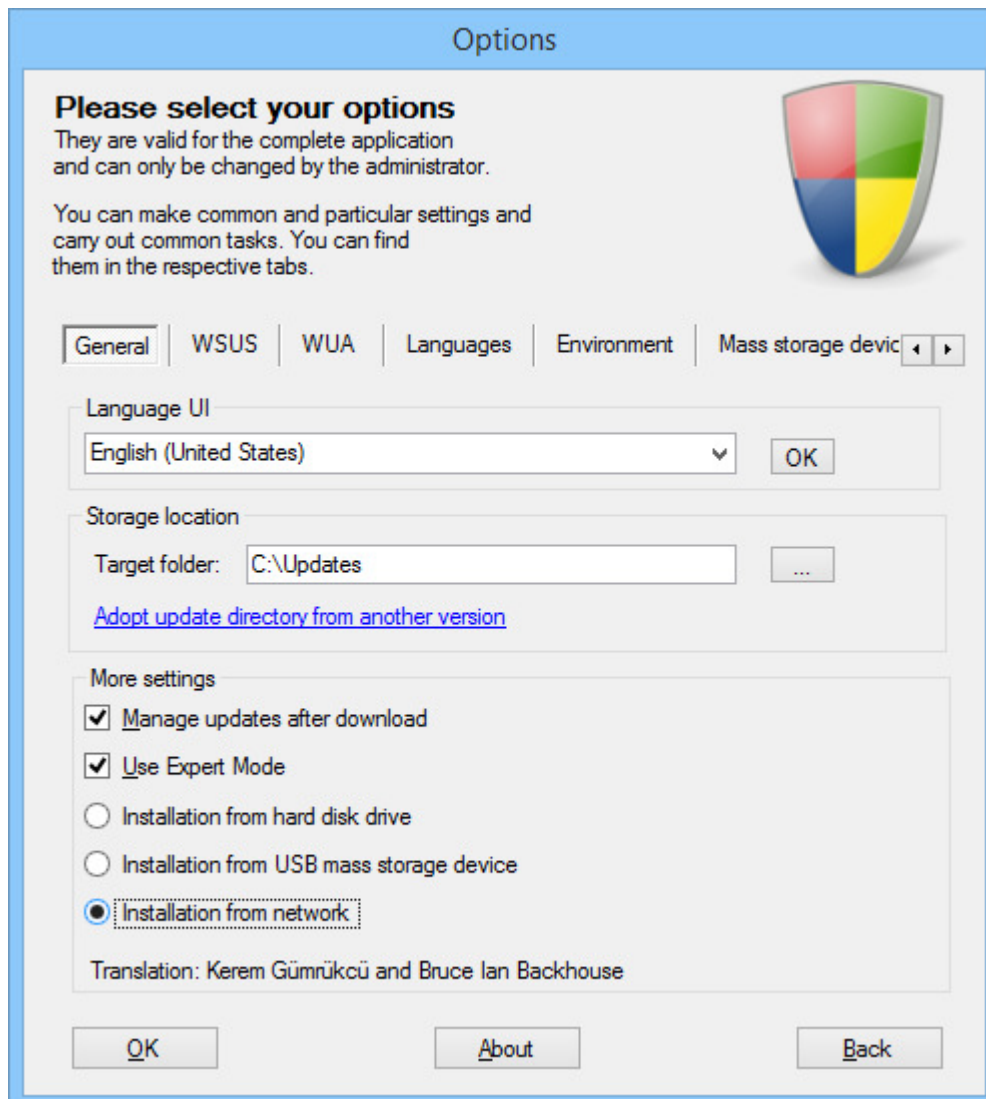 Options
Please select your options
They are valid for the complete application
and can only be changed by the administrator.
You can make common and particular settings and
carry out common tasks. You can find
them in the respective tabs.
General WSUS WUA Languages Environment Mass storage devic
Language UI
English (United States) OK
Storage location
Target folder: C:\Updates ...
Adopt update directory from another version
More settings
Manage updates after download
Use Expert Mode
Installation from hard disk drive
Installation from USB mass storage device
Installation from network
Translation: Kerem Gümrükcü and Bruce Ian Backhouse
OK About Back